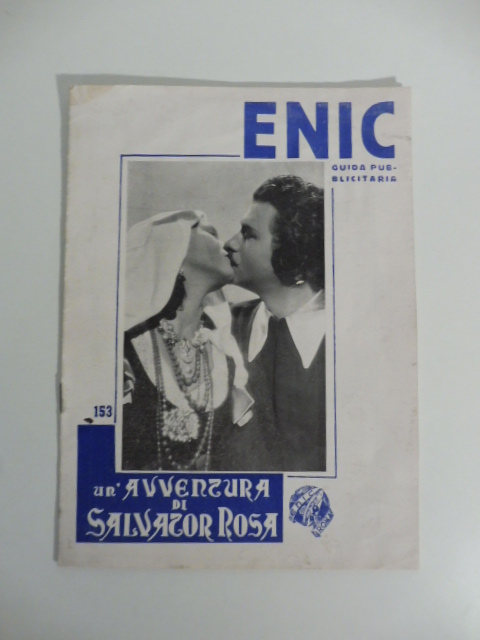 ENIC
GUIDA PUB-
BLICITARIA
153
un' AVVENTURA
DI
SALVATOR ROSA